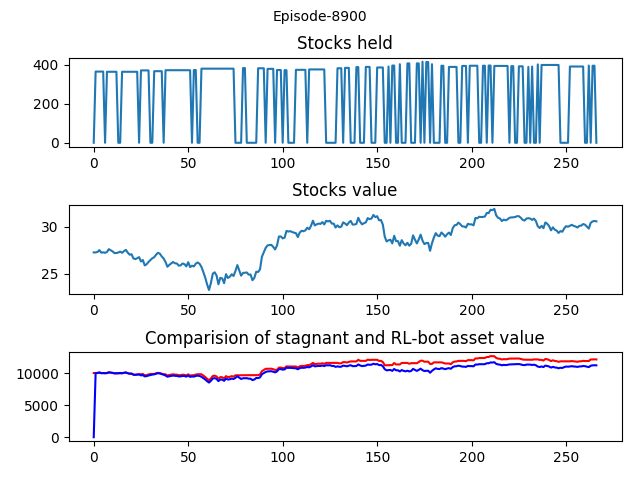 Episode-8900
Stocks held
400
200
0
0 50 100 150 200 250
Stocks value
30
25
0 50 100 150 200 250
Comparision of stagnant and RL-bot asset value
10000
5000
0
0 50 100 150 200 250